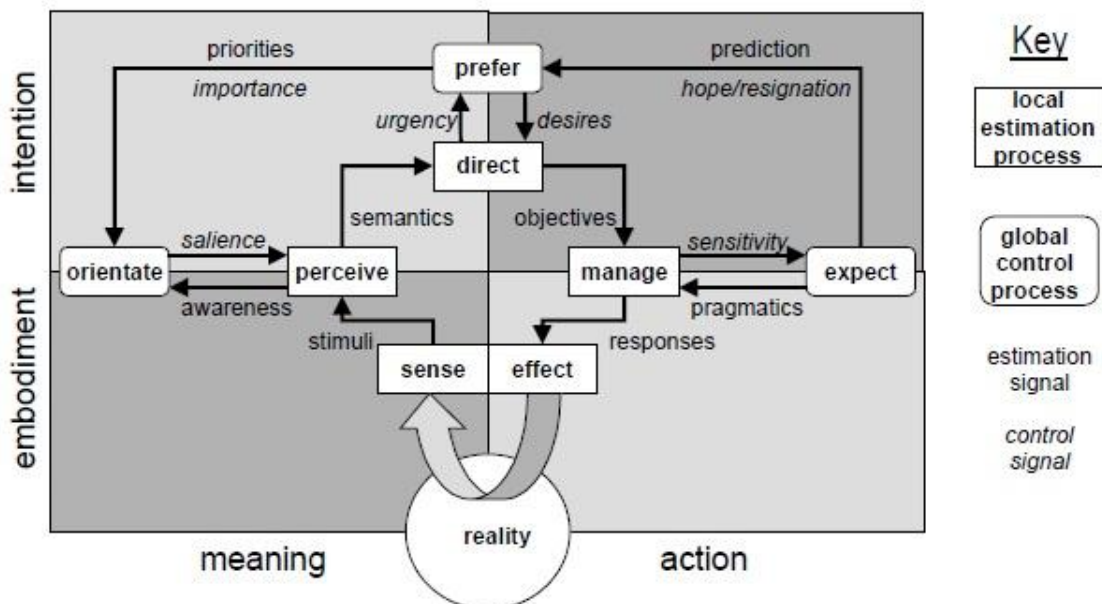 priorities
importance
prefer
prediction
hope/resignation
Key
local
estimation
process
intention
urgency
desires
direct
semantics
objectives
salience
sensitivity
orientate
perceive
manage
expect
global
control
process
awareness
pragmatics
stimuli
responses
embodiment
sense
effect
estimation
signal
control
signal
reality
meaning
action